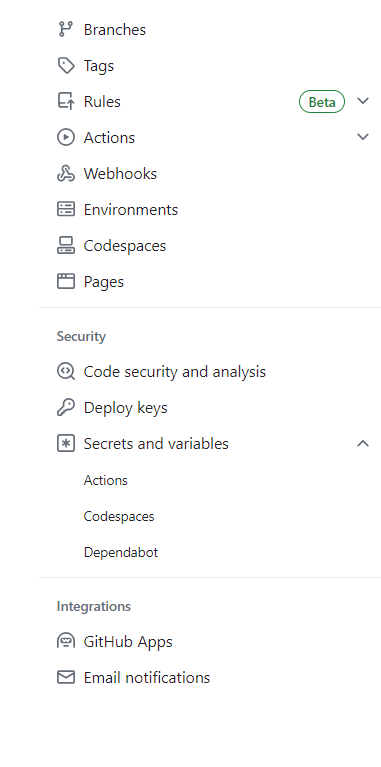 Branches
Tags
Rules Beta
Actions
Webhooks
Environments
Codespaces
Pages
Security
Code security and analysis
Deploy keys
Secrets and variables
Actions
Codespaces
Dependabot
Integrations
GitHub Apps
Email notifications